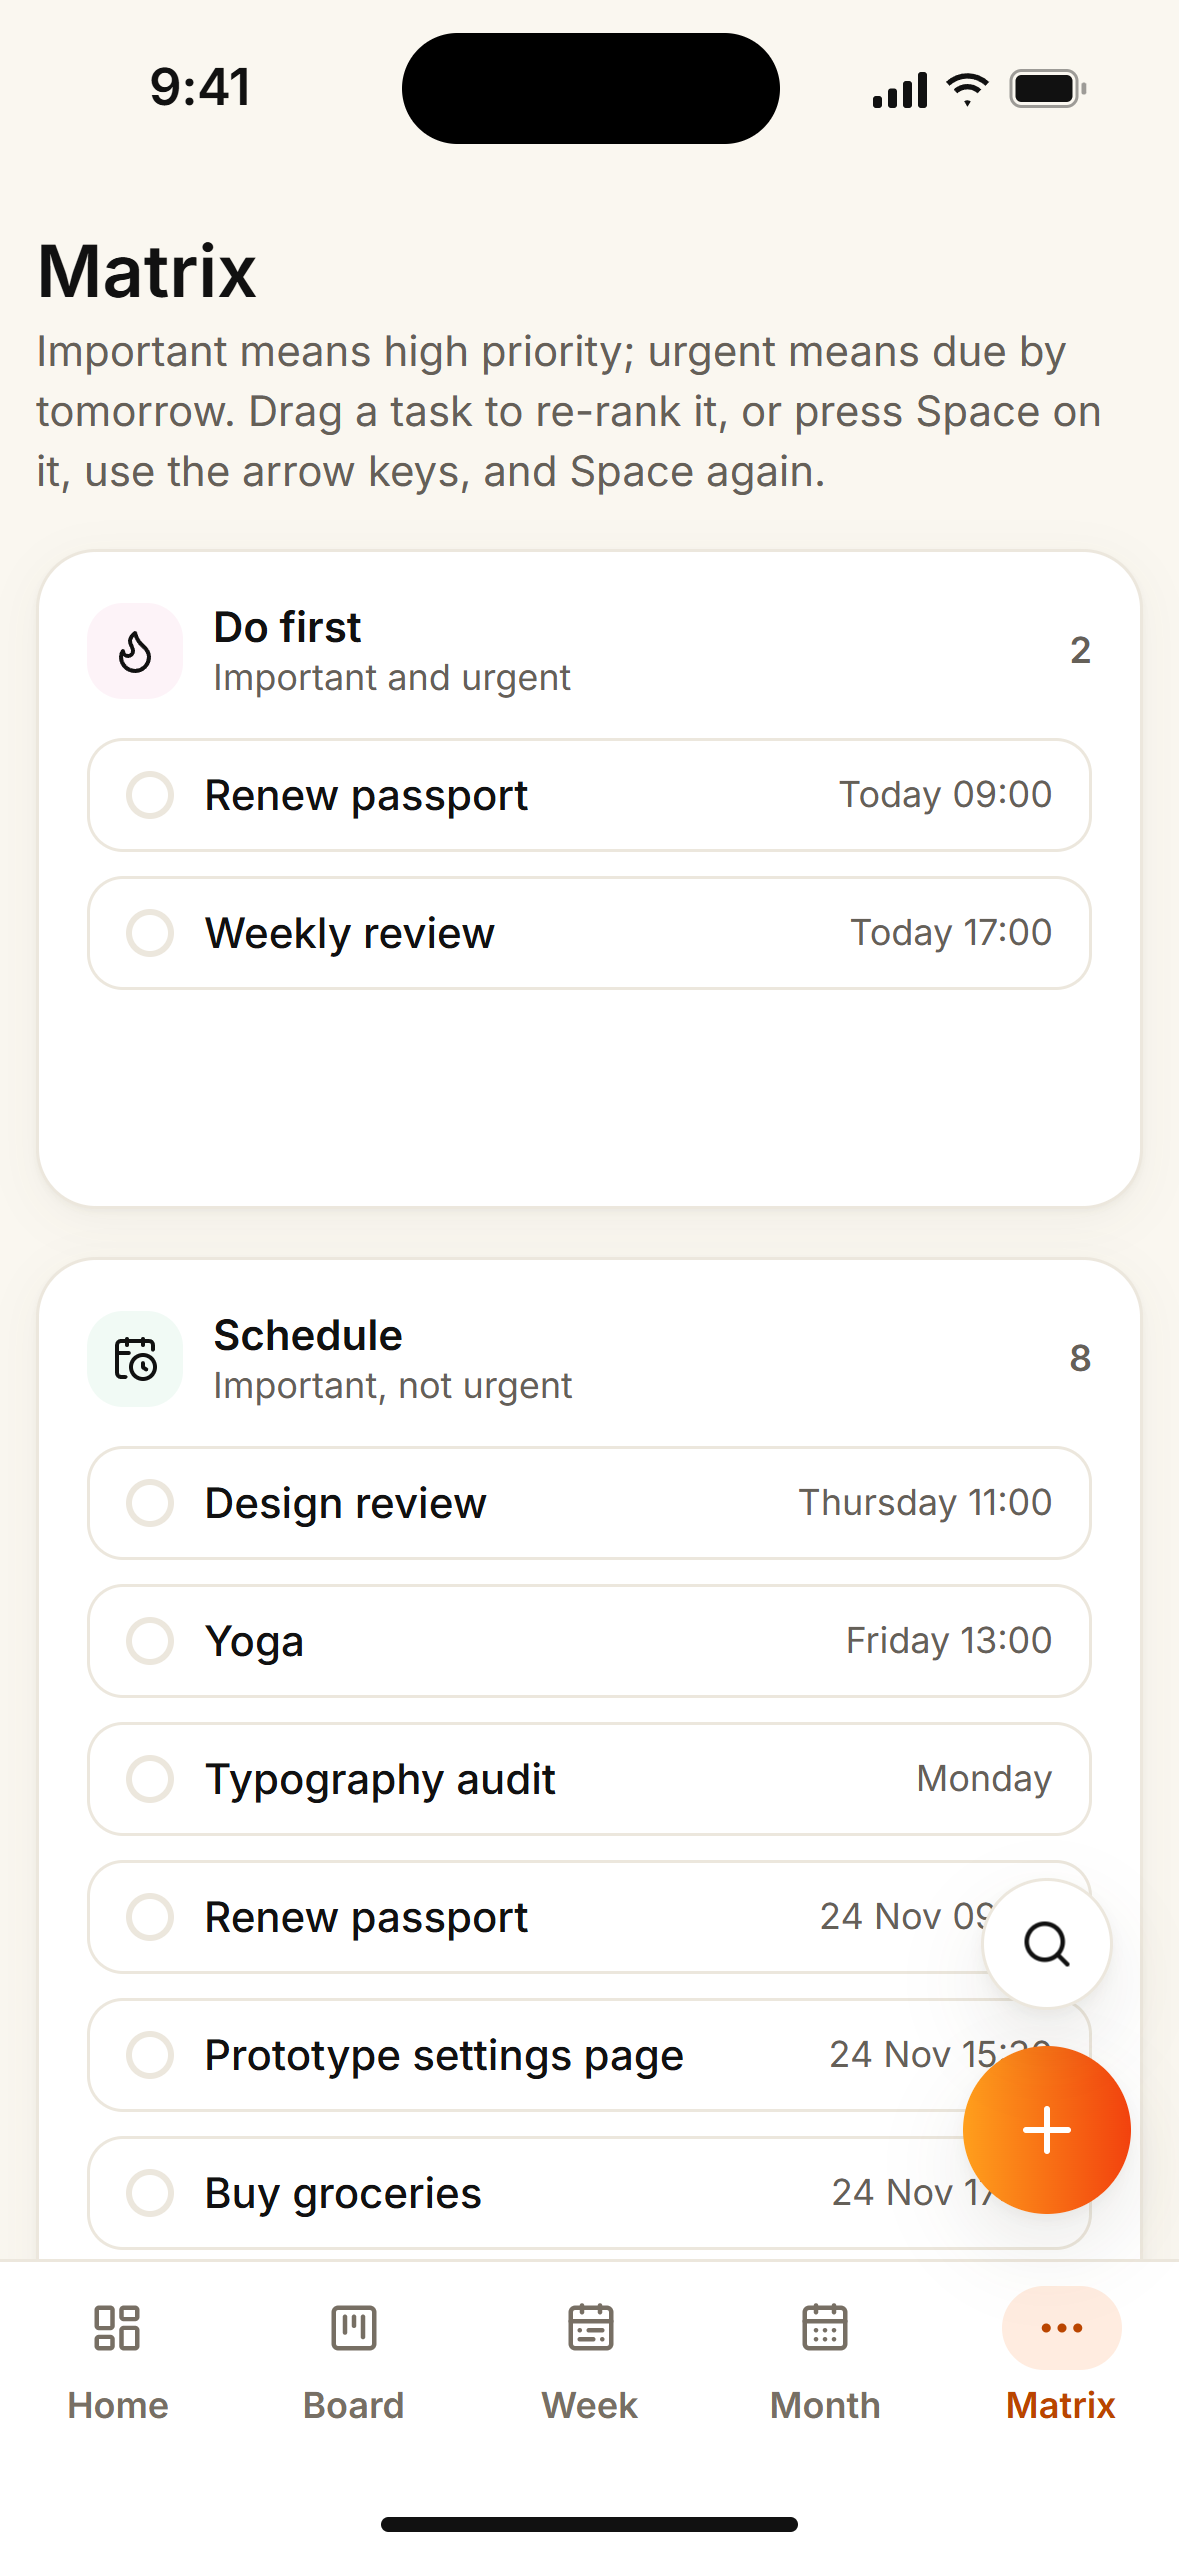 9:41
Matrix
Important means high priority; urgent means due by
tomorrow. Drag a task to re-rank it, or press Space on
it, use the arrow keys, and Space again.
Do first
2
Important and urgent
Renew passport Today 09:00
Weekly review Today 17:00
Schedule
8
Important, not urgent
Design review Thursday 11:00
Yoga Friday 13:00
Typography audit Monday
Renew passport 24 Nov
Prototype settings page 24 Nov
Buy groceries 24 Nov
Home Board Week Month Matrix